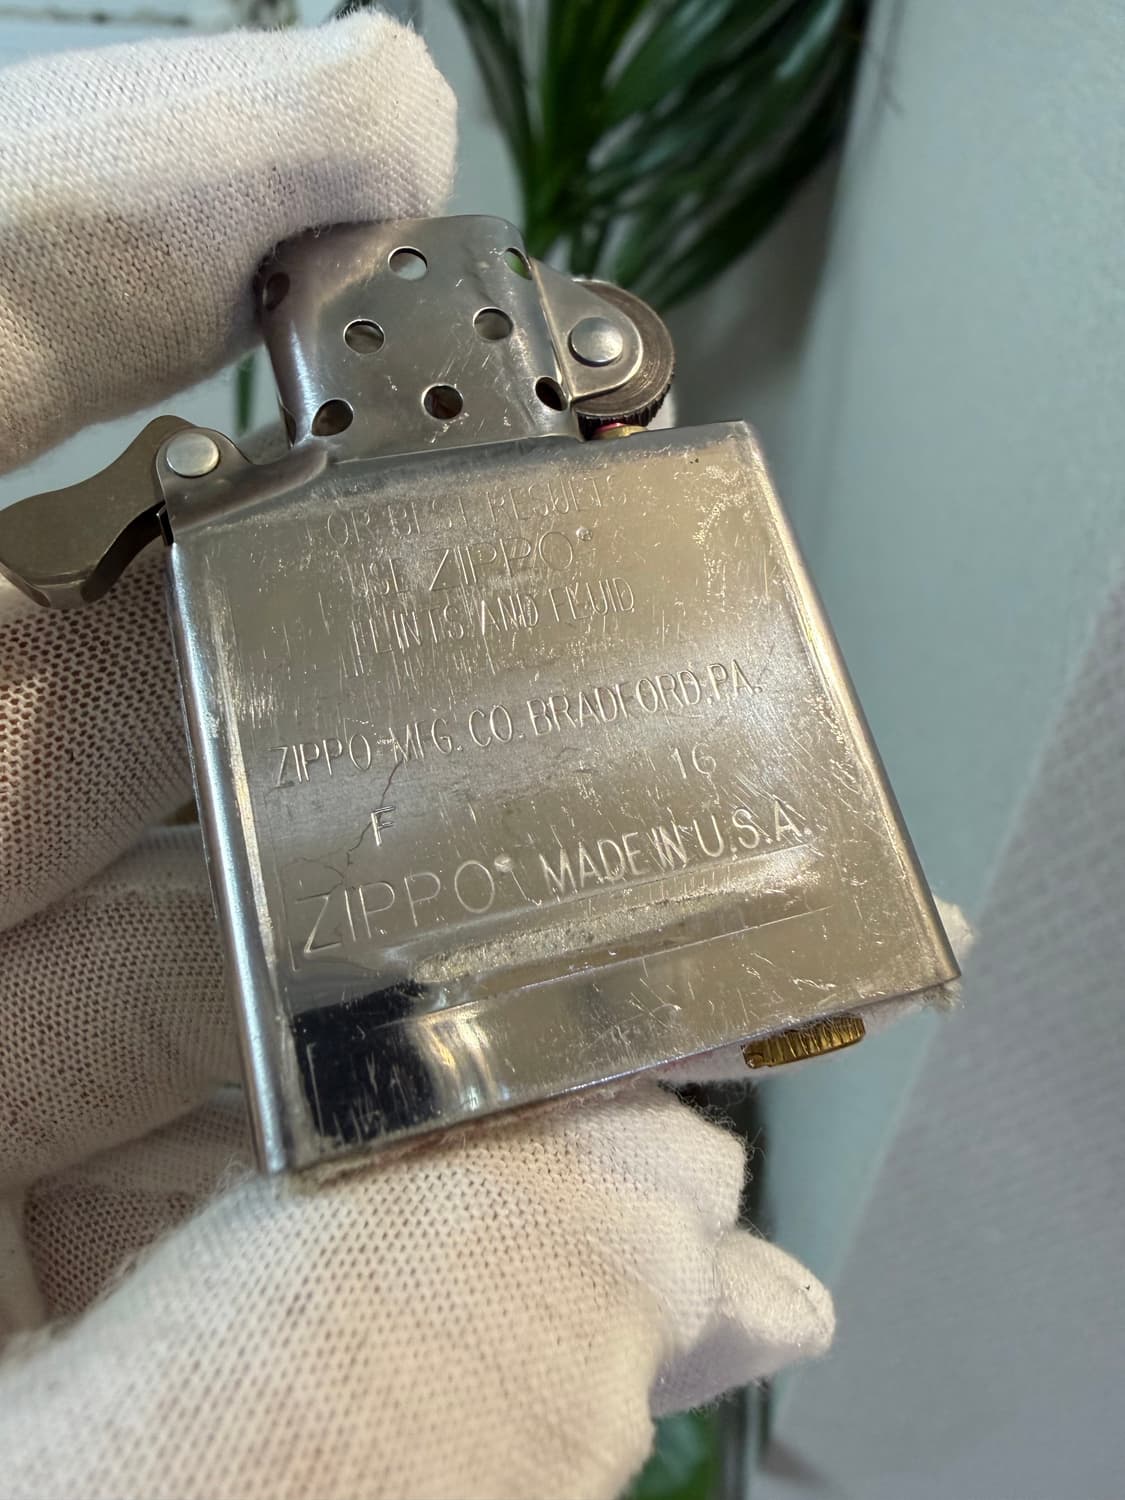 FOR BEST RESULTS
USE ZIPPO®
FLINTS AND FLUID
ZIPPO MFG. CO. BRADFORD, PA.
F 16
ZIPPO® MADE IN U.S.A.